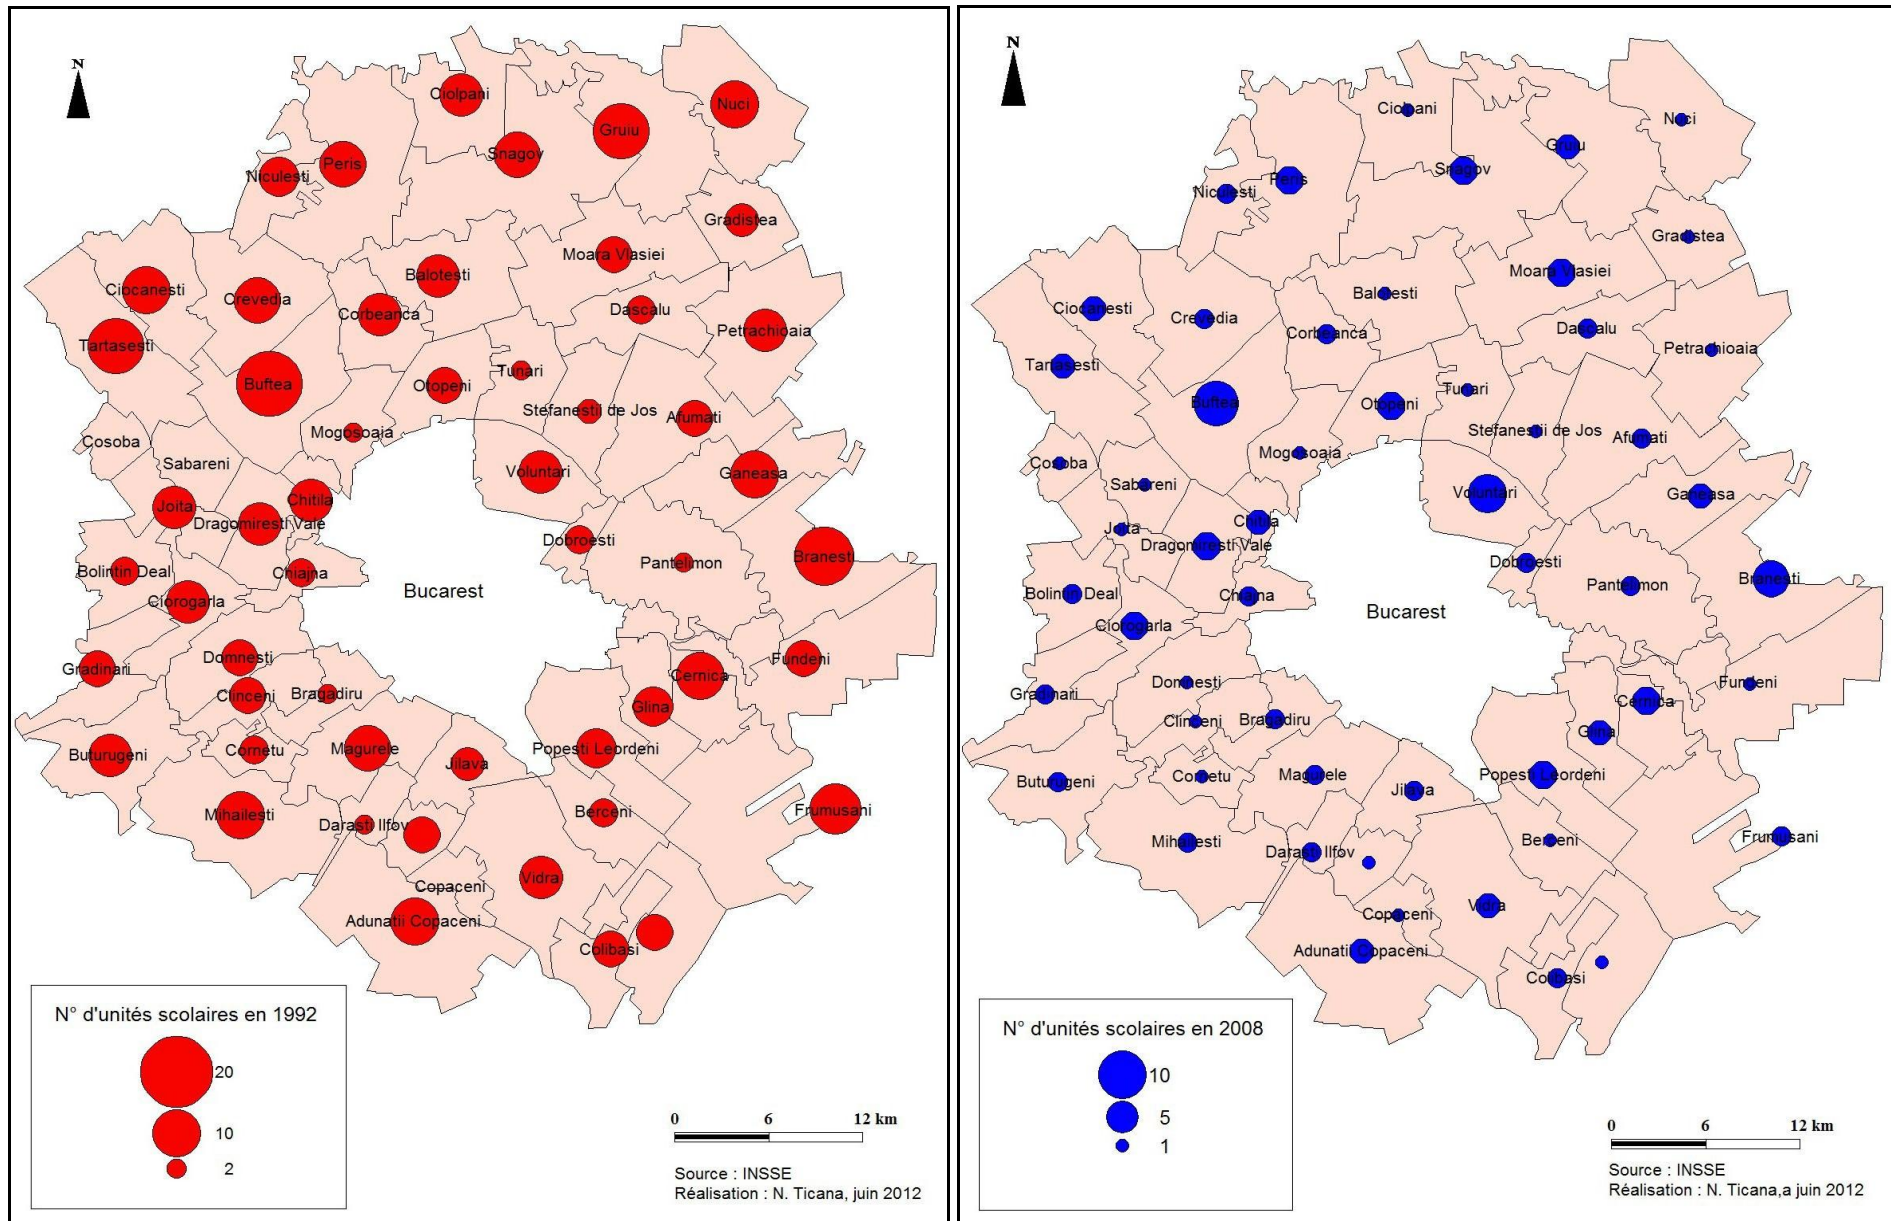 N
Ciolpani
Nuci
Gruiu
Snagov
Peris
Niculesti
Gradistea
Moara Vlasiei
Balotesti
Ciocanesti
Crevedia
Corbeanca
Dascalu
Petrachioaia
Tartasesti
Tunari
Buftea
Otopeni
Stefanestii de Jos
Afumati
Mogosoaia
Cosoba
Sabareni
Voluntari
Ganeasa
Chitila
Joita
Dragomiresti Vale
Dobroesti
Branesti
Pantelimon
Bolintin Deal
Chiajna
Bucarest
Ciorogarla
Domnesti
Fundeni
Gradinari
Cernica
Clinceni
Bragadiru
Glina
Magurele
Popesti Leordeni
Cornetu
Buturugeni
Jilava
Frumusani
Berceni
Mihailesti
Darasti Ilfov
Vidra
Copaceni
Adunatii Copaceni
Colibasi
N° d'unités scolaires en 1992
20
10
2
0 6 12 km
Source : INSSE
Réalisation : N. Ticana, juin 2012
N
Ciolpani
Nuci
Gruiu
Snagov
Peris
Niculesti
Gradistea
Moara Vlasiei
Balotesti
Ciocanesti
Crevedia
Corbeanca
Dascalu
Petrachioaia
Tartasesti
Tunari
Buftea
Otopeni
Stefanestii de Jos
Afumati
Mogosoaia
Cosoba
Sabareni
Voluntari
Ganeasa
Chitila
Joita
Dragomiresti Vale
Dobroesti
Branesti
Pantelimon
Bolintin Deal
Chiajna
Bucarest
Ciorogarla
Domnesti
Fundeni
Gradinari
Cernica
Clinceni
Bragadiru
Glina
Magurele
Popesti Leordeni
Cornetu
Buturugeni
Jilava
Frumusani
Berceni
Mihailesti
Darasti Ilfov
Vidra
Copaceni
Adunatii Copaceni
Colibasi
N° d'unités scolaires en 2008
10
5
1
0 6 12 km
Source : INSSE
Réalisation : N. Ticana,a juin 2012